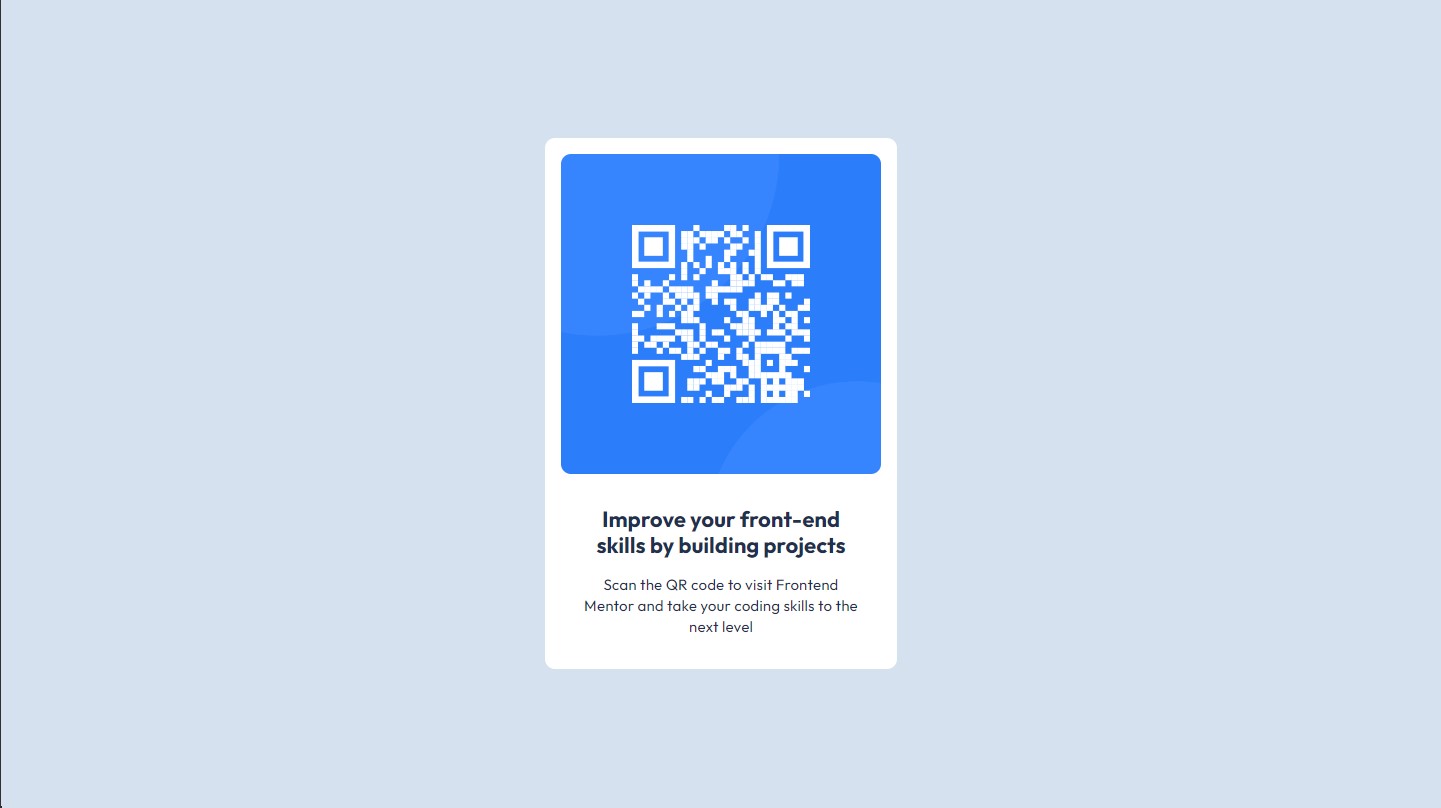 Improve your front-end
skills by building projects
Scan the QR code to visit Frontend
Mentor and take your coding skills to the
next level